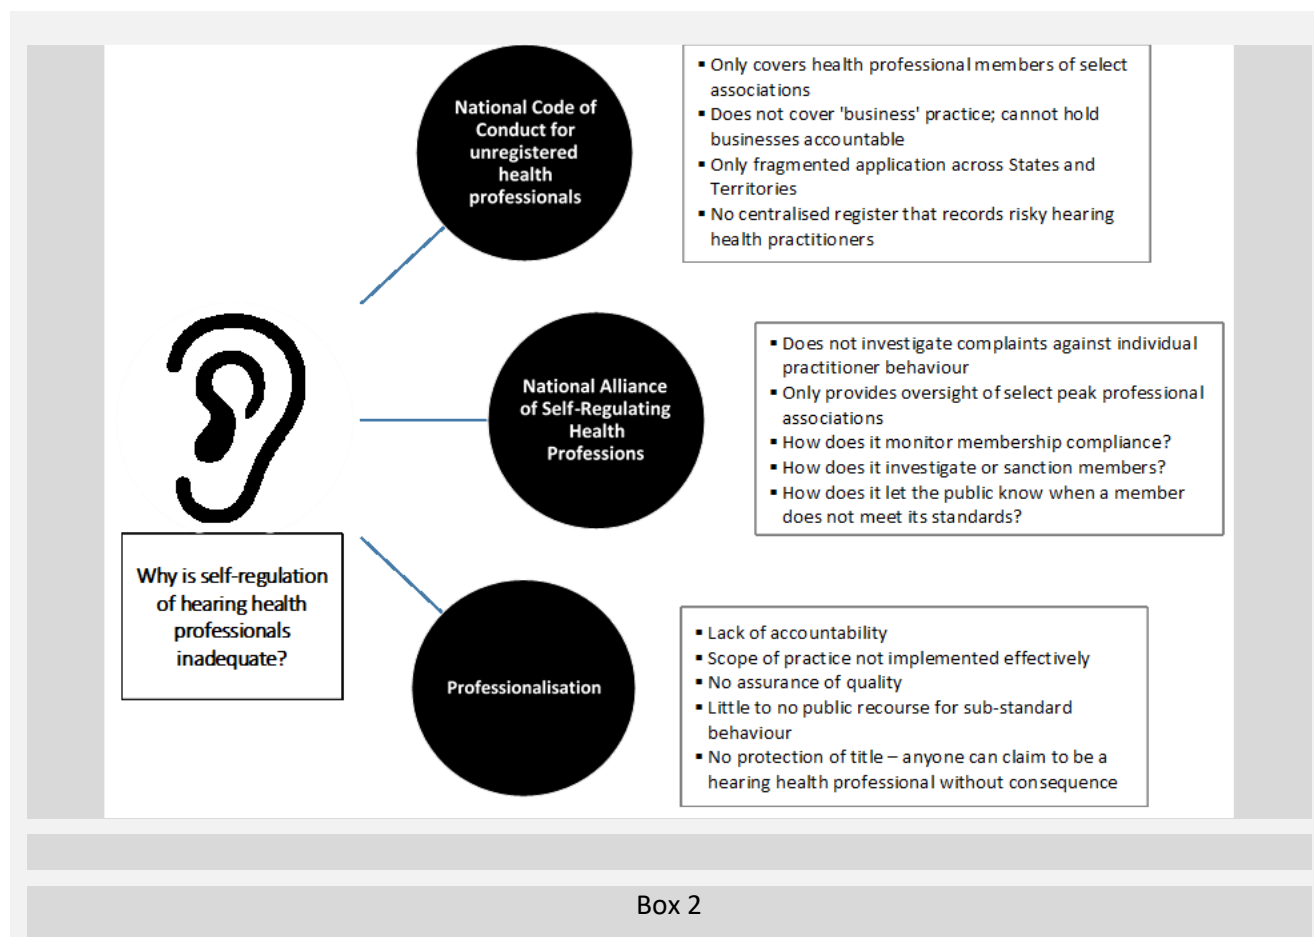 National Code of
Conduct for
unregistered
health
professionals
▪ Only covers health professional members of select
associations
▪ Does not cover 'business' practice; cannot hold
businesses accountable
▪ Only fragmented application across States and
Territories
▪ No centralised register that records risky hearing
health practitioners
National Alliance
of Self-Regulating
Health
Professions
▪ Does not investigate complaints against individual
practitioner behaviour
▪ Only provides oversight of select peak professional
associations
▪ How does it monitor membership compliance?
▪ How does it investigate or sanction members?
▪ How does it let the public know when a member
does not meet its standards?
Why is self-regulation
of hearing health
professionals
inadequate?
Professionalisation
▪ Lack of accountability
▪ Scope of practice not implemented effectively
▪ No assurance of quality
▪ Little to no public recourse for sub-standard
behaviour
▪ No protection of title – anyone can claim to be a
hearing health professional without consequence
Box 2